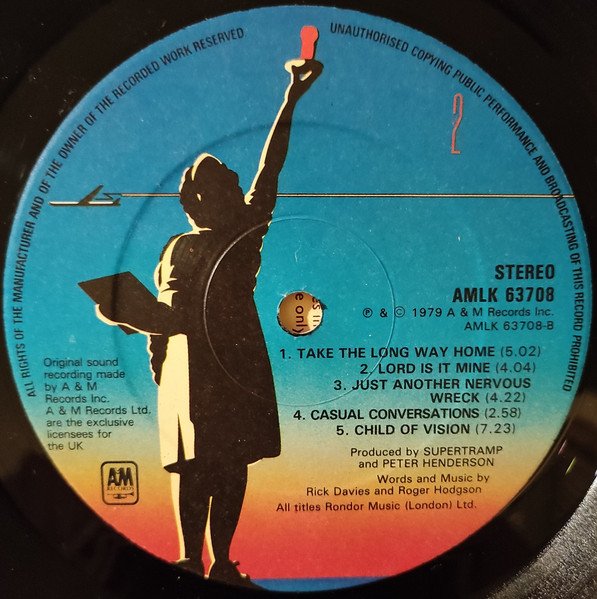 ALL RIGHTS OF THE MANUFACTURER AND OF THE OWNER OF THE RECORDED WORK RESERVED
UNAUTHORISED COPYING PUBLIC PERFORMANCE AND BROADCASTING OF THIS RECORD PROHIBITED
2
STEREO
AMLK 63708
℗ & © 1979 A & M Records Inc.
AMLK 63708-B
e only
1. TAKE THE LONG WAY HOME (5.02)
2. LORD IS IT MINE (4.04)
3. JUST ANOTHER NERVOUS
WRECK (4.22)
4. CASUAL CONVERSATIONS (2.58)
5. CHILD OF VISION (7.23)
Produced by SUPERTRAMP
and PETER HENDERSON
Words and Music by
Rick Davies and Roger Hodgson
All titles Rondor Music (London) Ltd.
Original sound
recording made
by A & M
Records Inc.
A & M Records Ltd.
are the exclusive
licensees for
the UK
A&M
RECORDS